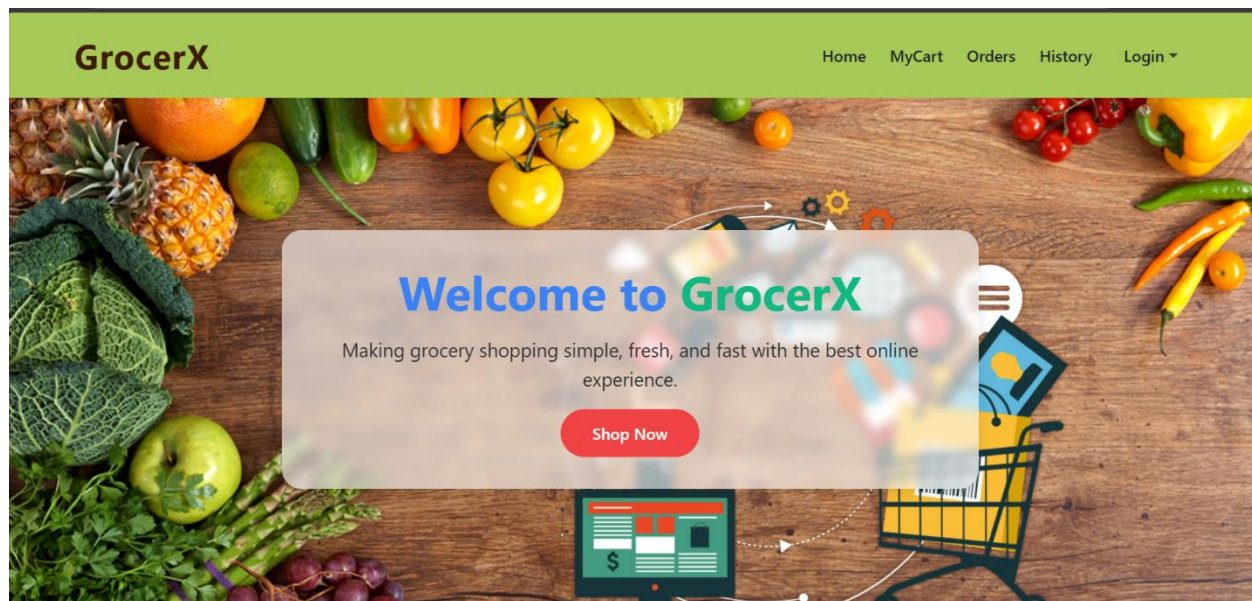 GrocerX
Home MyCart Orders History Login
Welcome to GrocerX
Making grocery shopping simple, fresh, and fast with the best online
experience.
Shop Now
$